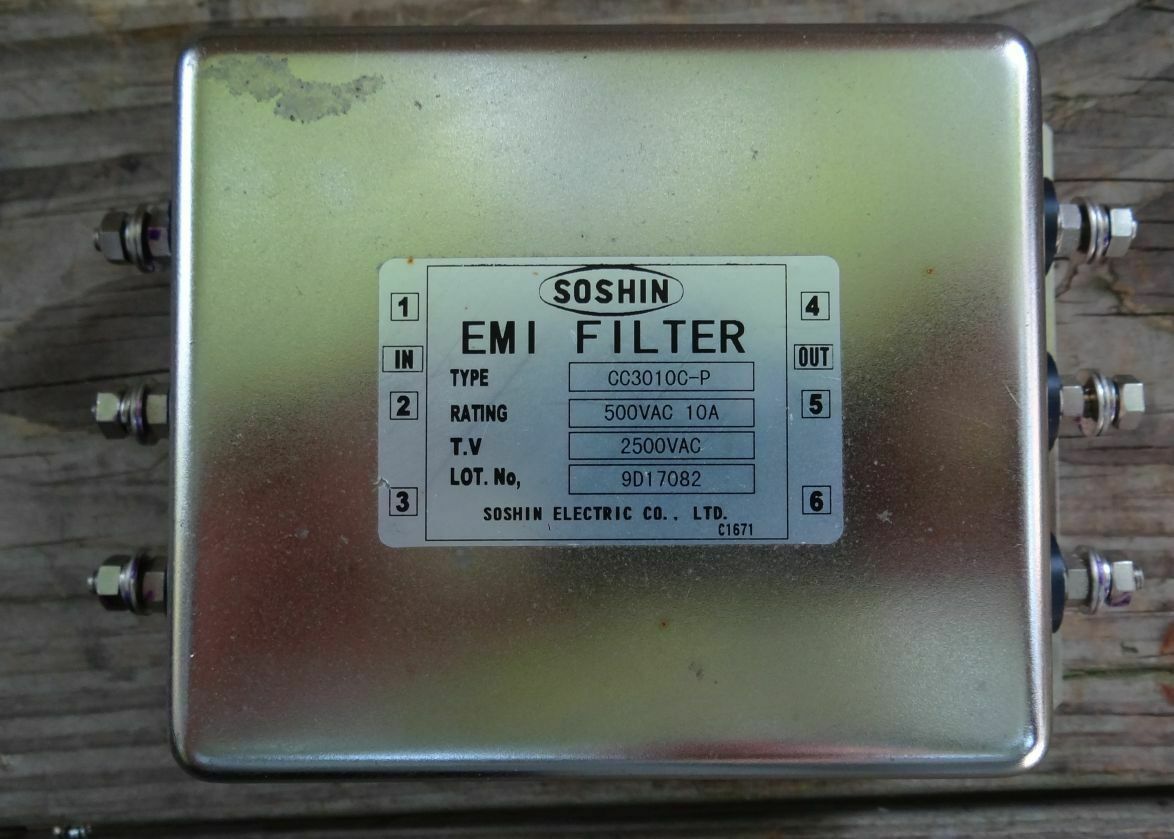 SOSHIN
EMI FILTER
1
4
IN
OUT
TYPE CC3010C-P
2
5
RATING 500VAC 10A
T.V 2500VAC
LOT. No, 9D17082
3
6
SOSHIN ELECTRIC CO., LTD.
C1671